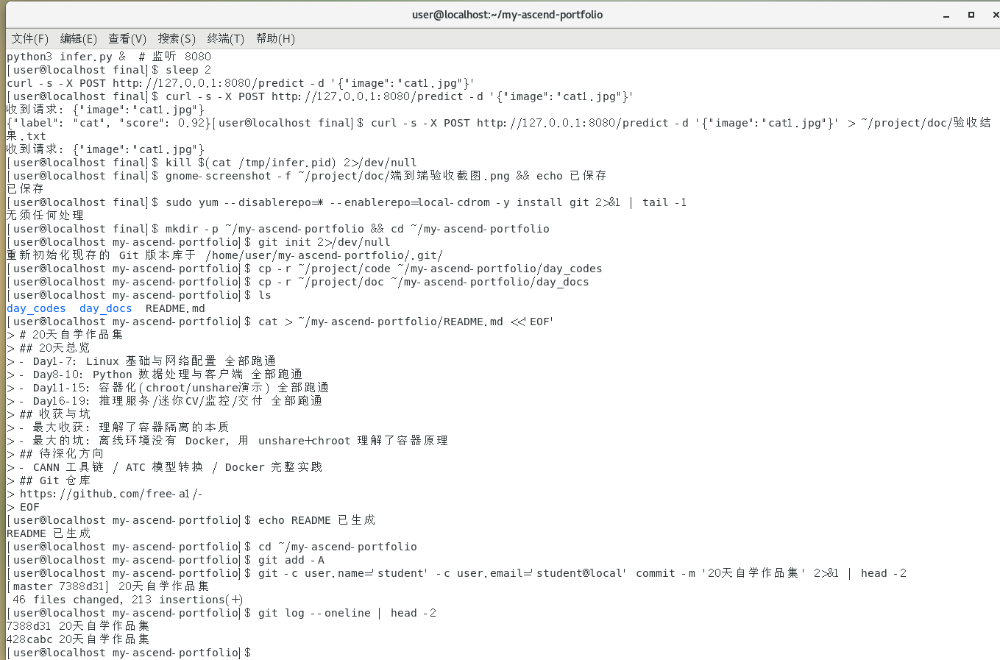 user@localhost:~/my-ascend-portfolio
文件(F) 编辑(E) 查看(V) 搜索(S) 终端(T) 帮助(H)
python3 infer.py &  # 监听 8080
[user@localhost final]$ sleep 2
curl -s -X POST http://127.0.0.1:8080/predict -d '{"image":"cat1.jpg"}'
[user@localhost final]$ curl -s -X POST http://127.0.0.1:8080/predict -d '{"image":"cat1.jpg"}'
收到请求: {"image":"cat1.jpg"}
{"label": "cat", "score": 0.92}[user@localhost final]$ curl -s -X POST http://127.0.0.1:8080/predict -d '{"image":"cat1.jpg"}' > ~/project/doc/验收结
果.txt
收到请求: {"image":"cat1.jpg"}
[user@localhost final]$ kill $(cat /tmp/infer.pid) 2>/dev/null
[user@localhost final]$ gnome-screenshot -f ~/project/doc/端到端验收截图.png && echo 已保存
已保存
[user@localhost final]$ sudo yum --disablerepo=* --enablerepo=local-cdrom -y install git 2>&1 | tail -1
无须任何处理
[user@localhost final]$ mkdir -p ~/my-ascend-portfolio && cd ~/my-ascend-portfolio
[user@localhost my-ascend-portfolio]$ git init 2>/dev/null
重新初始化现存的 Git 版本库于 /home/user/my-ascend-portfolio/.git/
[user@localhost my-ascend-portfolio]$ cp -r ~/project/code ~/my-ascend-portfolio/day_codes
[user@localhost my-ascend-portfolio]$ cp -r ~/project/doc ~/my-ascend-portfolio/day_docs
[user@localhost my-ascend-portfolio]$ ls
day_codes  day_docs  README.md
[user@localhost my-ascend-portfolio]$ cat > ~/my-ascend-portfolio/README.md <<'EOF'
> # 20天自学作品集
> ## 20天总览
> - Day1-7: Linux 基础与网络配置 全部跑通
> - Day8-10: Python 数据处理与客户端 全部跑通
> - Day11-15: 容器化(chroot/unshare演示) 全部跑通
> - Day16-19: 推理服务/迷你CV/监控/交付 全部跑通
> ## 收获与坑
> - 最大收获: 理解了容器隔离的本质
> - 最大的坑: 离线环境没有 Docker, 用 unshare+chroot 理解了容器原理
> ## 待深化方向
> - CANN 工具链 / ATC 模型转换 / Docker 完整实践
> ## Git 仓库
> https://github.com/free-a1/-
> EOF
[user@localhost my-ascend-portfolio]$ echo README 已生成
README 已生成
[user@localhost my-ascend-portfolio]$ cd ~/my-ascend-portfolio
[user@localhost my-ascend-portfolio]$ git add -A
[user@localhost my-ascend-portfolio]$ git -c user.name='student' -c user.email='student@local' commit -m '20天自学作品集' 2>&1 | head -2
[master 7388d31] 20天自学作品集
 46 files changed, 213 insertions(+)
[user@localhost my-ascend-portfolio]$ git log --oneline | head -2
7388d31 20天自学作品集
428cabc 20天自学作品集
[user@localhost my-ascend-portfolio]$